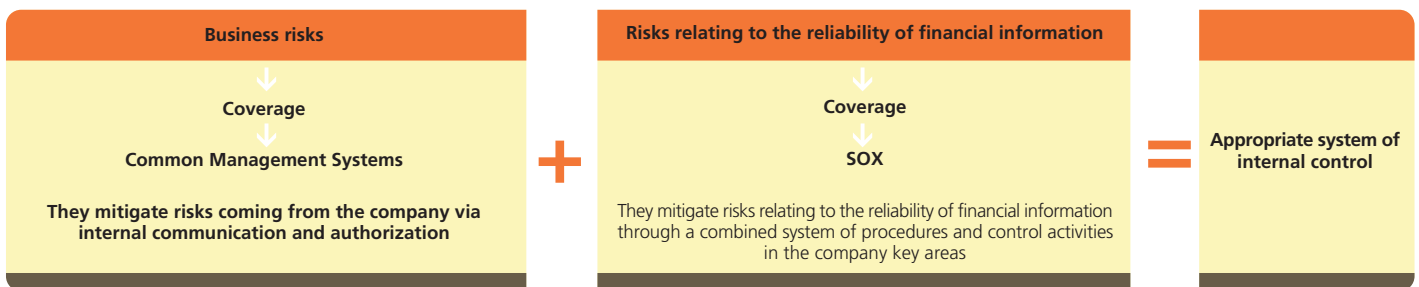 Business risks
Coverage
Common Management Systems
They mitigate risks coming from the company via
internal communication and authorization
+
Risks relating to the reliability of financial information
Coverage
SOX
They mitigate risks relating to the reliability of financial information
through a combined system of procedures and control activities
in the company key areas
=
Appropriate system of
internal control